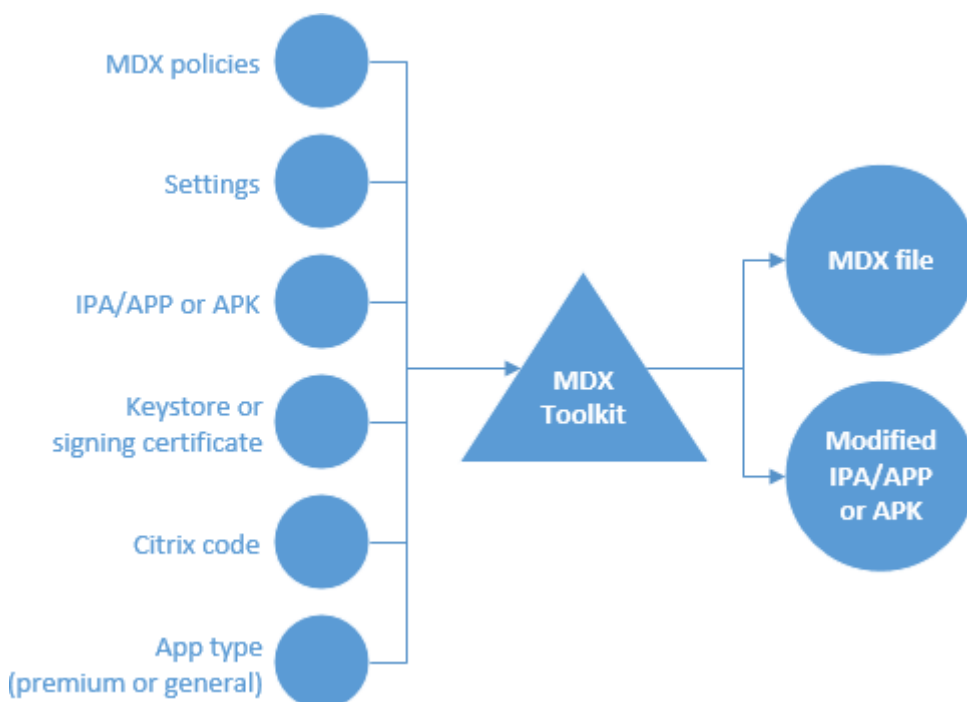 MDX policies
Settings
IPA/APP or APK
Keystore or
signing certificate
Citrix code
App type
(premium or general)
MDX
Toolkit
MDX file
Modified
IPA/APP
or APK